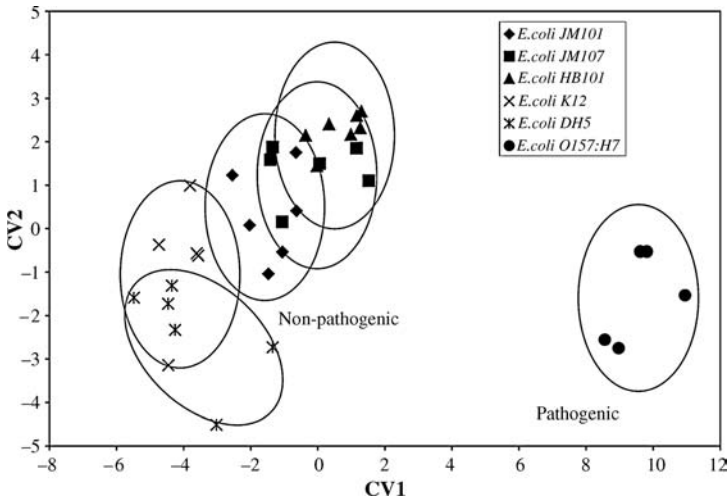 5
4
3
2
1
0
–1
–2
–3
–4
–5
CV2
E.coli JM101
E.coli JM107
E.coli HB101
E.coli K12
E.coli DH5
E.coli O157:H7
Non-pathogenic
Pathogenic
–8 –6 –4 –2 0 2 4 6 8 10 12
CV1